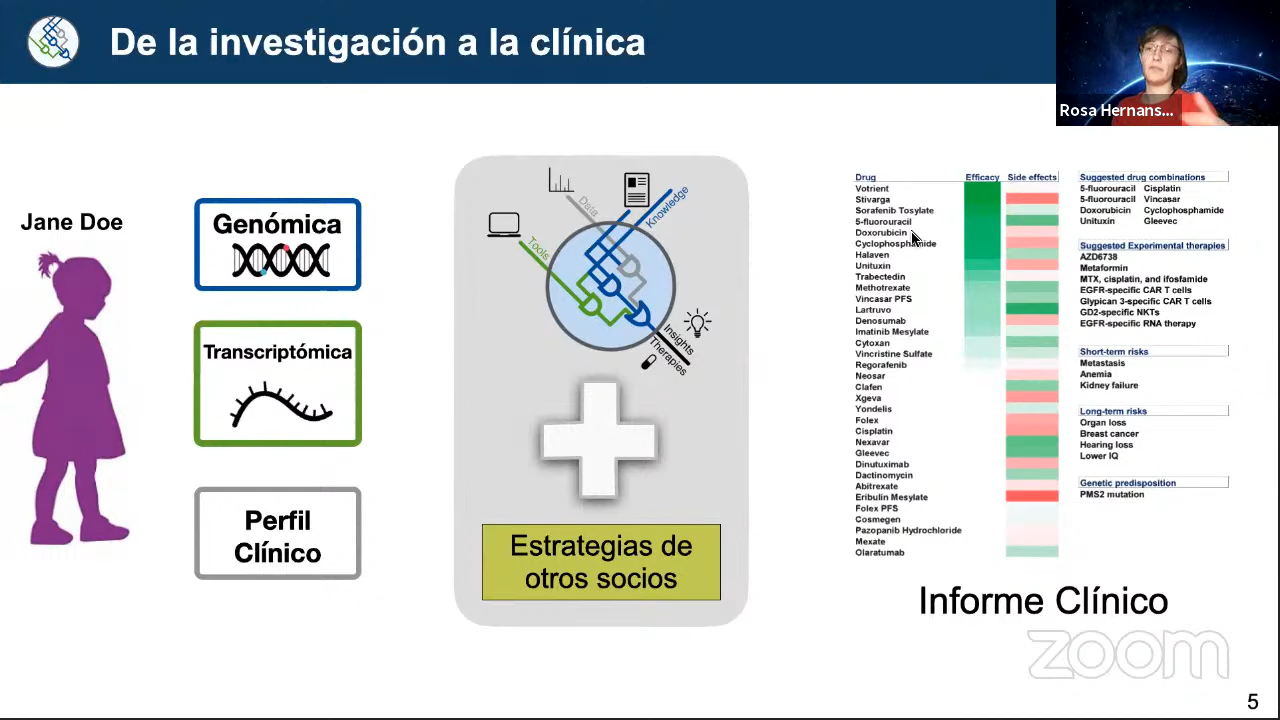 De la investigación a la clínica
Rosa Hernans...
Jane Doe
Genómica
Transcriptómica
Perfil
Clínico
Tools
Data
Knowledge
Insights
Therapies
Estrategias de
otros socios
Drug Efficacy Side effects
Votrient
Stivarga
Sorafenib Tosylate
5-fluorouracil
Doxorubicin
Cyclophosphamide
Halaven
Unituxin
Trabectedin
Methotrexate
Vincasar PFS
Lartruvo
Denosumab
Imatinib Mesylate
Cytoxan
Vincristine Sulfate
Regorafenib
Neosar
Clafen
Xgeva
Yondelis
Folex
Cisplatin
Nexavar
Gleevec
Dinutuximab
Dactinomycin
Abitrexate
Eribulin Mesylate
Folex PFS
Cosmegen
Pazopanib Hydrochloride
Mexate
Olaratumab
Suggested drug combinations
5-fluorouracil Cisplatin
5-fluorouracil Vincasar
Doxorubicin Cyclophosphamide
Unituxin Gleevec
Suggested Experimental therapies
AZD6738
Metaformin
MTX, cisplatin, and ifosfamide
EGFR-specific CAR T cells
Glypican 3-specific CAR T cells
GD2-specific NKTs
EGFR-specific RNA therapy
Short-term risks
Metastasis
Anemia
Kidney failure
Long-term risks
Organ loss
Breast cancer
Hearing loss
Lower IQ
Genetic predisposition
PMS2 mutation
Informe Clínico
zoom
5